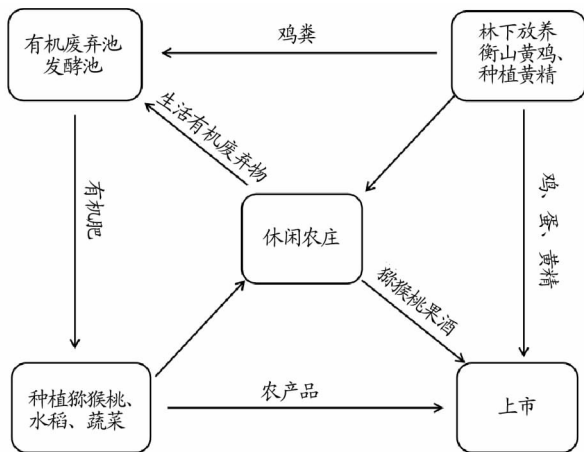 有机废弃池
发酵池
鸡粪
林下放养
衡山黄鸡、
种植黄精
生活有机废弃物
有机肥
鸡、蛋、黄精
休闲农庄
猕猴桃果酒
种植猕猴桃、
水稻、蔬菜
农产品
上市